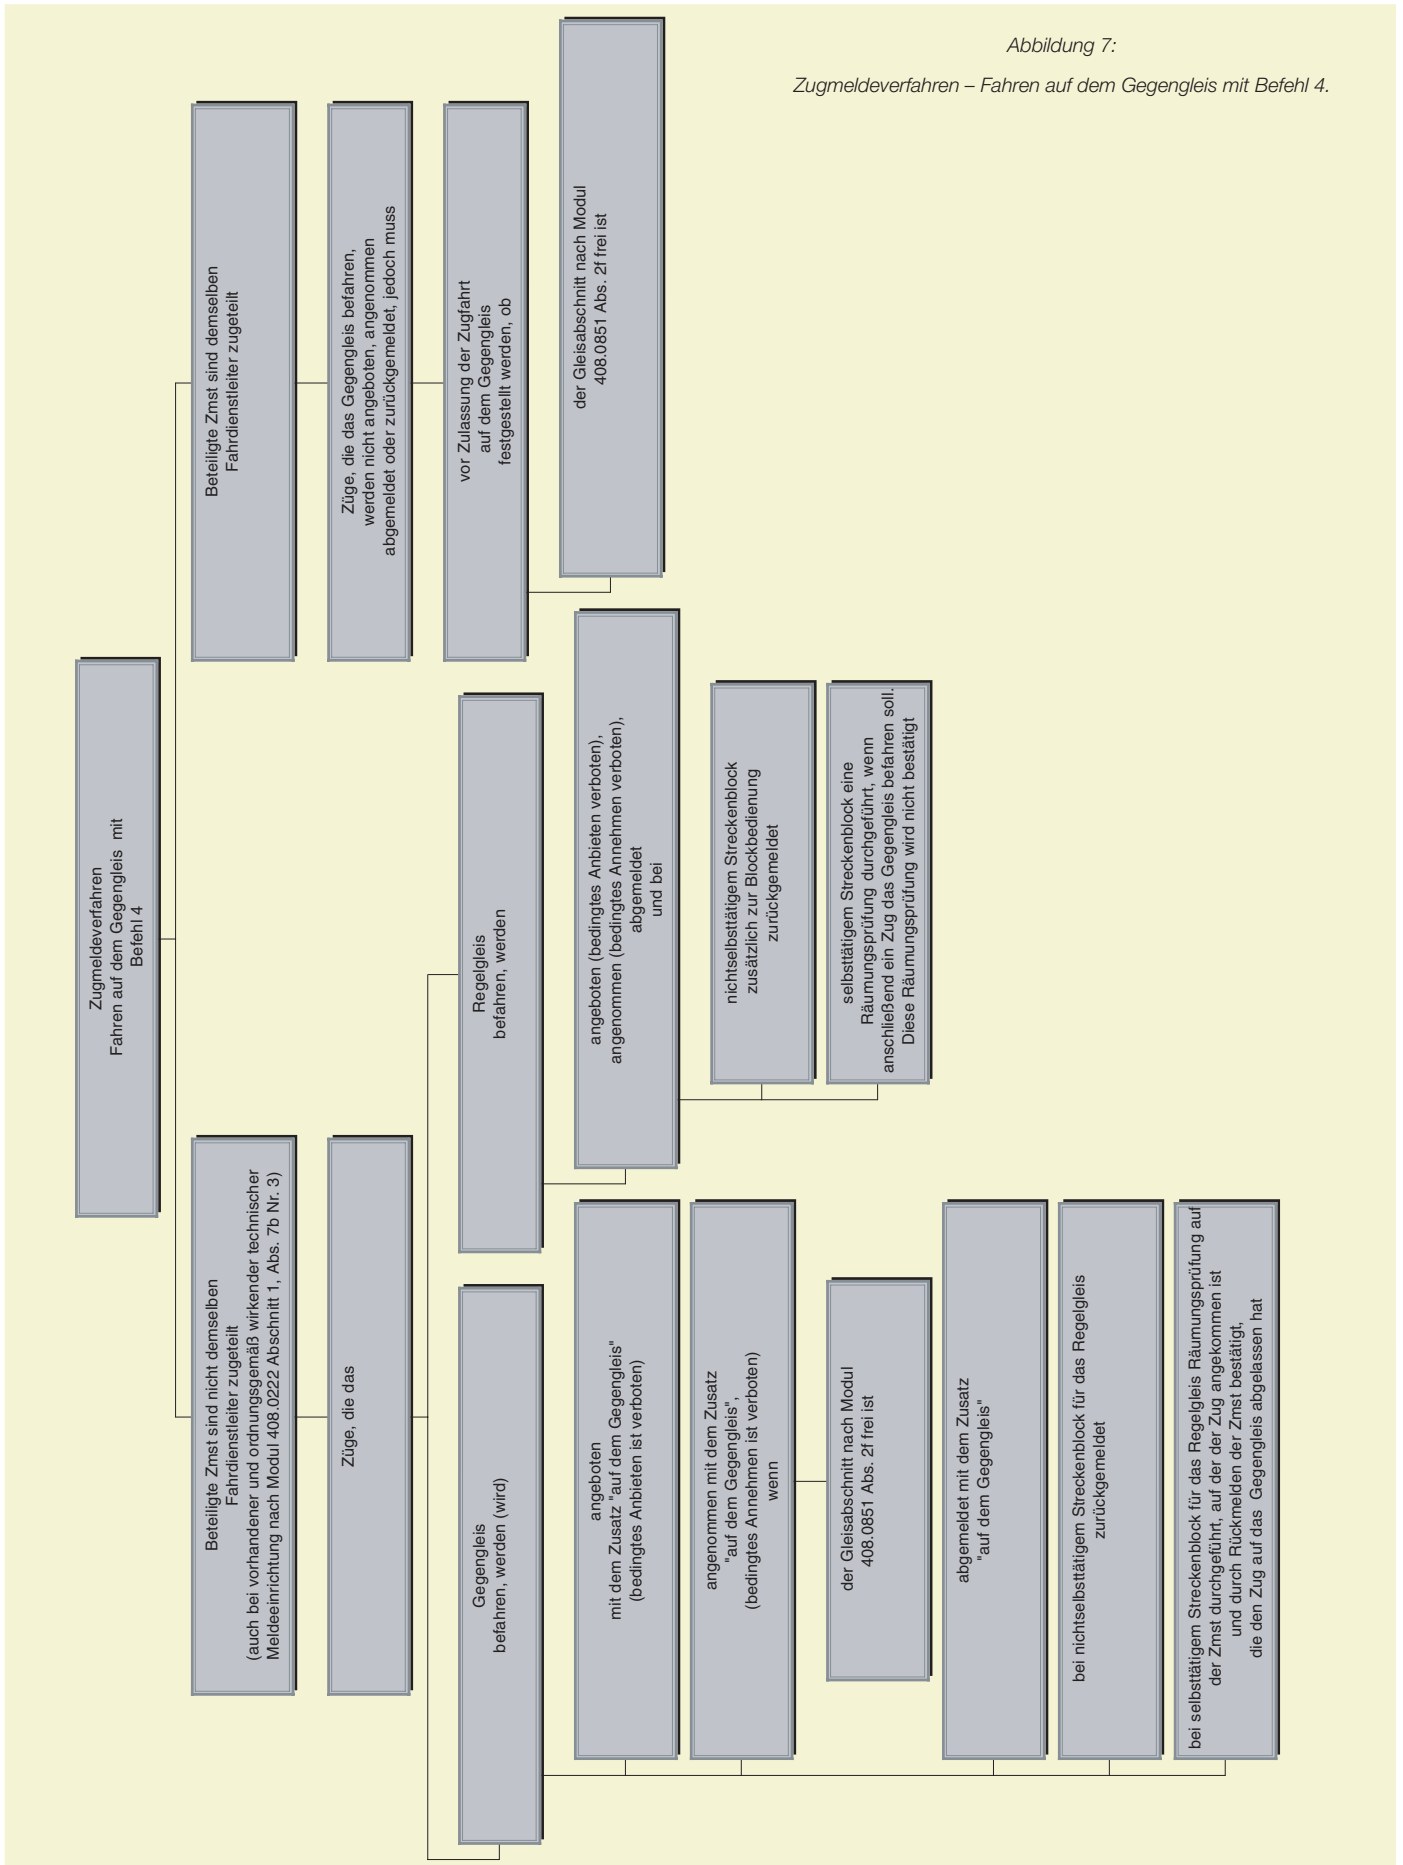 Abbildung 7:
Zugmeldeverfahren – Fahren auf dem Gegengleis mit Befehl 4.
Zugmeldeverfahren
Fahren auf dem Gegengleis mit
Befehl 4
Beteiligte Zmst sind nicht demselben
Fahrdienstleiter zugeteilt
(auch bei vorhandener und ordnungsgemäß wirkender technischer
Meldeeinrichtung nach Modul 408.0222 Abschnitt 1, Abs. 7b Nr. 3)
Züge, die das
Gegengleis
befahren, werden (wird)
angeboten
mit dem Zusatz "auf dem Gegengleis"
(bedingtes Anbieten ist verboten)
angenommen mit dem Zusatz
"auf dem Gegengleis",
(bedingtes Annehmen ist verboten)
wenn
der Gleisabschnitt nach Modul
408.0851 Abs. 2f frei ist
abgemeldet mit dem Zusatz
"auf dem Gegengleis"
bei nichtselbsttätigem Streckenblock für das Regelgleis
zurückgemeldet
bei selbsttätigem Streckenblock für das Regelgleis Räumungsprüfung auf
der Zmst durchgeführt, auf der der Zug angekommen ist
und durch Rückmelden der Zmst bestätigt,
die den Zug auf das Gegengleis abgelassen hat
Regelgleis
befahren, werden
angeboten (bedingtes Anbieten verboten),
angenommen (bedingtes Annehmen verboten),
abgemeldet
und bei
nichtselbsttätigem Streckenblock
zusätzlich zur Blockbedienung
zurückgemeldet
selbsttätigem Streckenblock eine
Räumungsprüfung durchgeführt, wenn
anschließend ein Zug das Gegengleis befahren soll.
Diese Räumungsprüfung wird nicht bestätigt
Beteiligte Zmst sind demselben
Fahrdienstleiter zugeteilt
Züge, die das Gegengleis befahren,
werden nicht angeboten, angenommen
abgemeldet oder zurückgemeldet, jedoch muss
vor Zulassung der Zugfahrt
auf dem Gegengleis
festgestellt werden, ob
der Gleisabschnitt nach Modul
408.0851 Abs. 2f frei ist